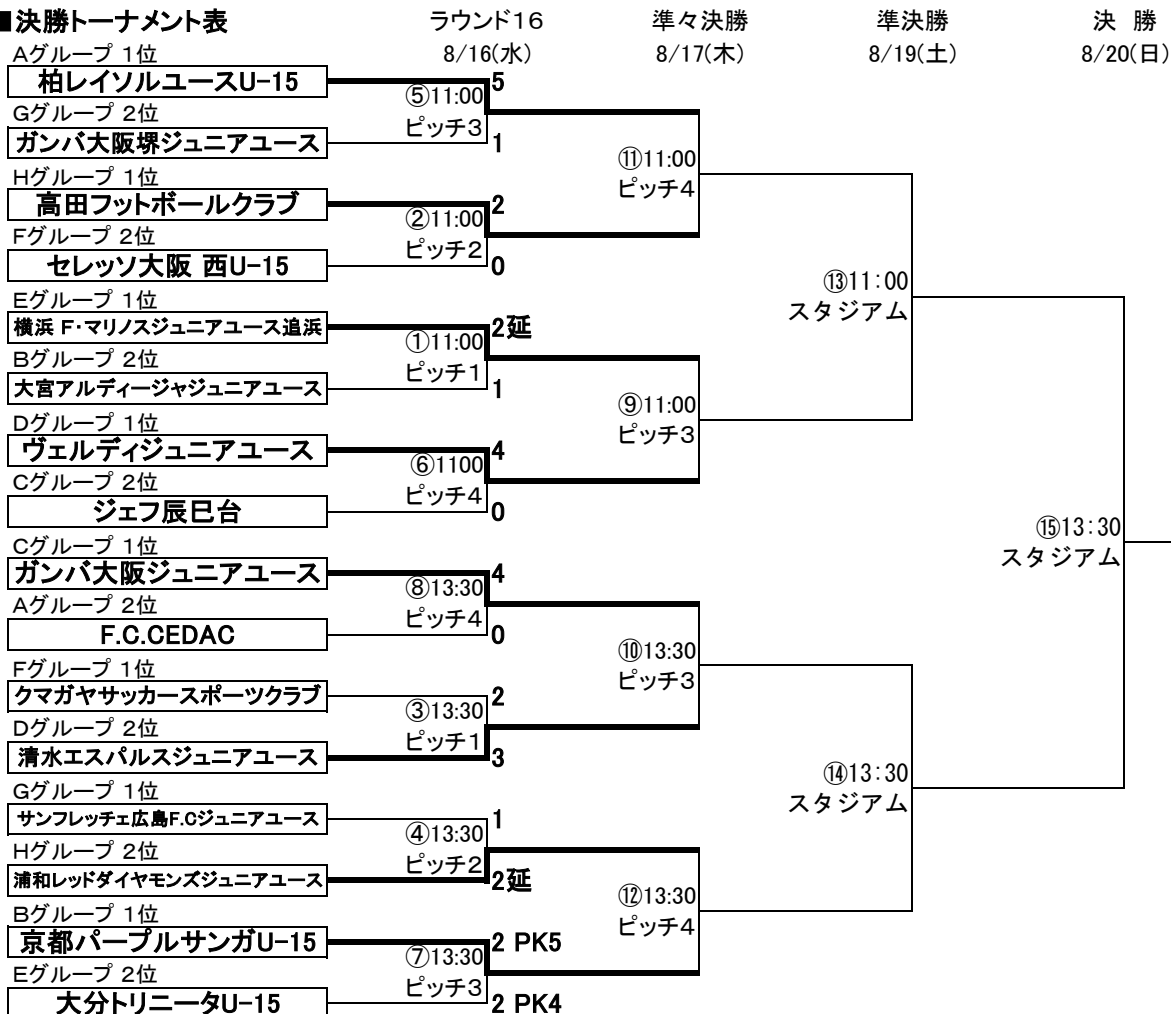 ■決勝トーナメント表 ラウンド16 準々決勝 準決勝 決 勝
Aグループ 1位 8/16(水) 8/17(木) 8/19(土) 8/20(日)
柏レイソルユースU-15 5
⑤11:00
Gグループ 2位
ピッチ3
ガンバ大阪堺ジュニアユース 1
⑪11:00
Hグループ 1位
ピッチ4
高田フットボールクラブ 2
②11:00
Fグループ 2位
ピッチ2
セレッソ大阪 西U-15 0
⑬11:00
Eグループ 1位
スタジアム
横浜 F・マリノスジュニアユース追浜 2延
①11:00
Bグループ 2位
ピッチ1
大宮アルディージャジュニアユース 1
⑨11:00
Dグループ 1位
ピッチ3
ヴェルディジュニアユース 4
⑥1100
Cグループ 2位
ピッチ4
ジェフ辰巳台 0
⑮13:30
Cグループ 1位
スタジアム
ガンバ大阪ジュニアユース 4
⑧13:30
Aグループ 2位
ピッチ4
F.C.CEDAC 0
⑩13:30
Fグループ 1位
ピッチ3
クマガヤサッカースポーツクラブ 2
③13:30
Dグループ 2位
ピッチ1
清水エスパルスジュニアユース 3
⑭13:30
Gグループ 1位
スタジアム
サンフレッチェ広島F.Cジュニアユース 1
④13:30
Hグループ 2位
ピッチ2
浦和レッドダイヤモンズジュニアユース 2延
⑫13:30
Bグループ 1位
ピッチ4
京都パープルサンガU-15 2 PK5
⑦13:30
Eグループ 2位
ピッチ3
大分トリニータU-15 2 PK4